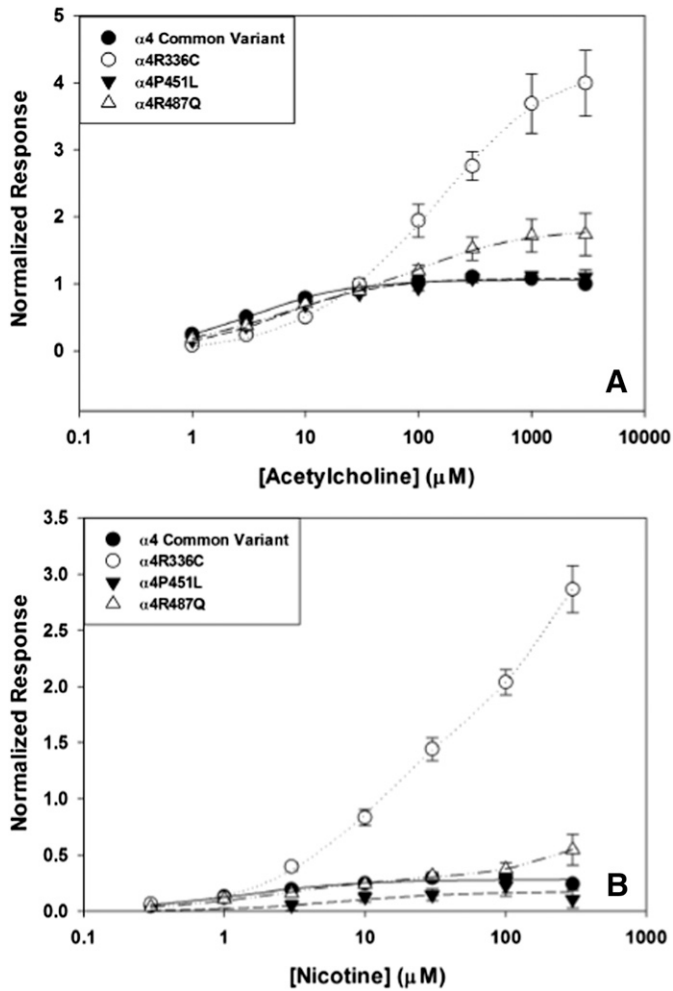 5
4
3
2
1
0
Normalized Response
α4 Common Variant
α4R336C
α4P451L
α4R487Q
A
0.1 1 10 100 1000 10000
[Acetylcholine] (μM)
3.5
3.0
2.5
2.0
1.5
1.0
0.5
0.0
Normalized Response
α4 Common Variant
α4R336C
α4P451L
α4R487Q
B
0.1 1 10 100 1000
[Nicotine] (μM)